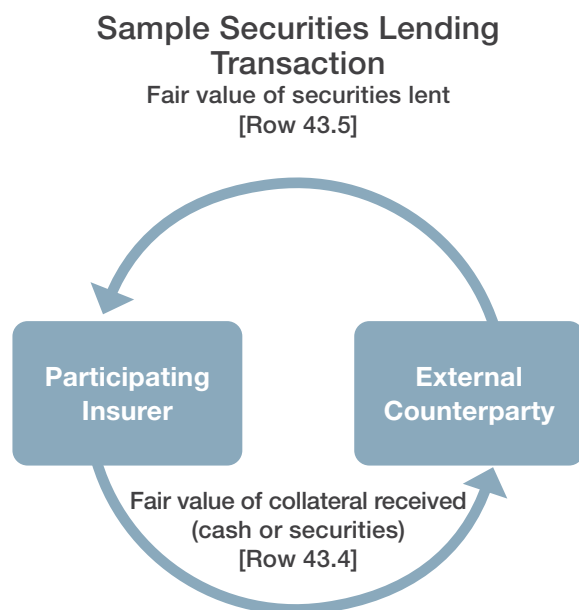 Sample Securities Lending
Transaction
Fair value of securities lent
[Row 43.5]
Participating
Insurer
External
Counterparty
Fair value of collateral received
(cash or securities)
[Row 43.4]